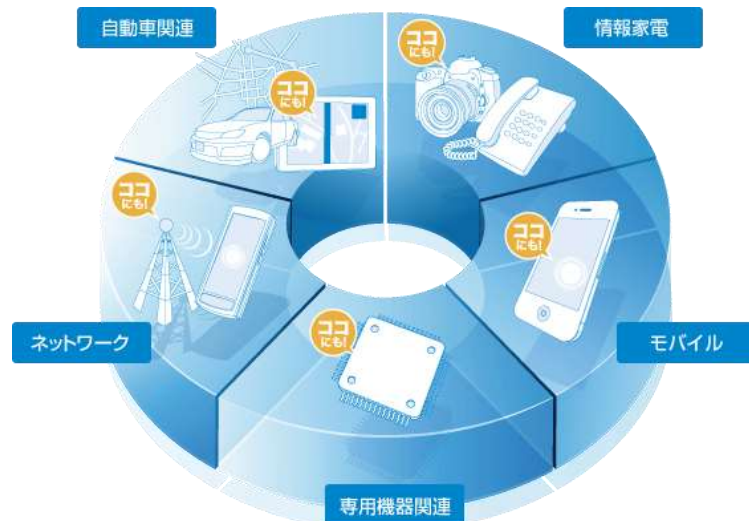 自動車関連
情報家電
ココ
にも!
ココ
にも!
ココ
にも!
ココ
にも!
ネットワーク
モバイル
ココ
にも!
専用機器関連